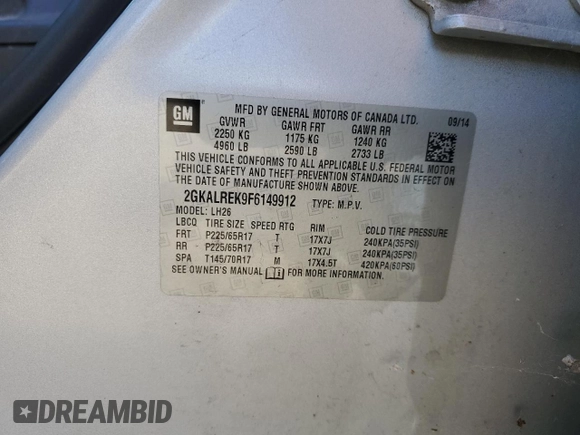 GM
MFD BY GENERAL MOTORS OF CANADA LTD. 09/14
GVWR GAWR FRT GAWR RR
2250 KG 1175 KG 1240 KG
4960 LB 2590 LB 2733 LB
THIS VEHICLE CONFORMS TO ALL APPLICABLE U.S. FEDERAL MOTOR
VEHICLE SAFETY AND THEFT PREVENTION STANDARDS IN EFFECT ON
THE DATE OF MANUFACTURE SHOWN ABOVE.
2GKALREK9F6149912 TYPE: M.P.V.
MODEL: LH26
LBCQ TIRE SIZE SPEED RTG RIM COLD TIRE PRESSURE
FRT P225/65R17 T 17X7J 240KPA(35PSI)
RR P225/65R17 T 17X7J 240KPA(35PSI)
SPA T145/70R17 M 17X4.5T 420KPA(60PSI)
SEE OWNER'S MANUAL FOR MORE INFORMATION.
DREAMBID